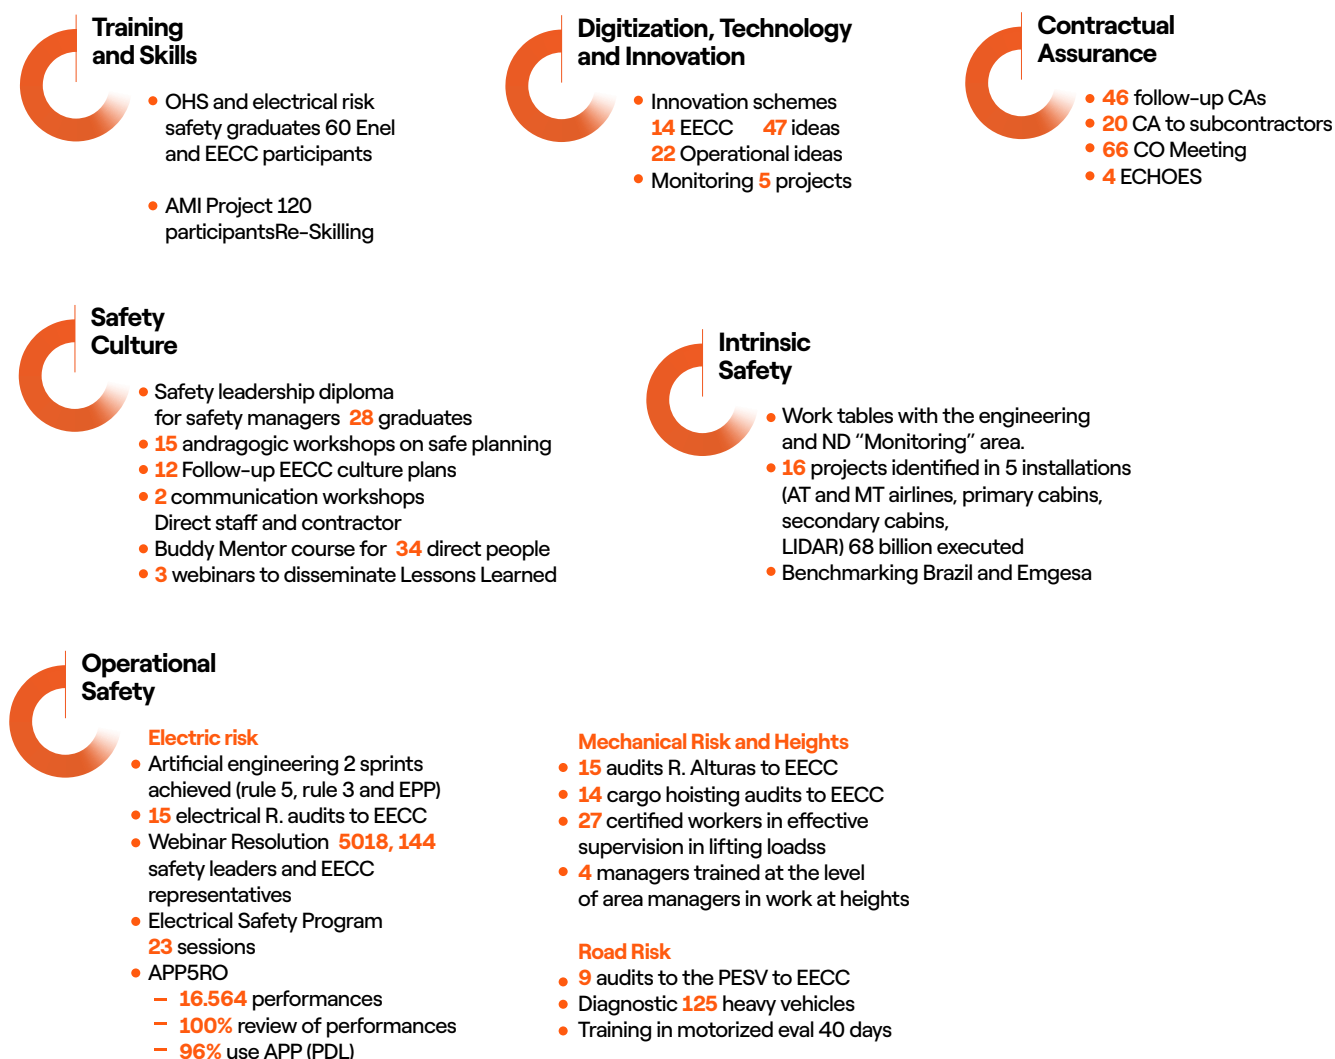 Training
and Skills
• OHS and electrical risk
safety graduates 60 Enel
and EECC participants
• AMI Project 120
participantsRe-Skilling
Digitization, Technology
and Innovation
• Innovation schemes
14 EECC 47 ideas
22 Operational ideas
• Monitoring 5 projects
Contractual
Assurance
• 46 follow-up CAs
• 20 CA to subcontractors
• 66 CO Meeting
• 4 ECHOES
Safety
Culture
• Safety leadership diploma
for safety managers 28 graduates
• 15 andragogic workshops on safe planning
• 12 Follow-up EECC culture plans
• 2 communication workshops
Direct staff and contractor
• Buddy Mentor course for 34 direct people
• 3 webinars to disseminate Lessons Learned
Intrinsic
Safety
• Work tables with the engineering
and ND “Monitoring” area.
• 16 projects identified in 5 installations
(AT and MT airlines, primary cabins,
secondary cabins,
LIDAR) 68 billion executed
• Benchmarking Brazil and Emgesa
Operational
Safety
Electric risk
• Artificial engineering 2 sprints
achieved (rule 5, rule 3 and EPP)
• 15 electrical R. audits to EECC
• Webinar Resolution 5018, 144
safety leaders and EECC
representatives
• Electrical Safety Program
23 sessions
• APP5RO
– 16.564 performances
– 100% review of performances
– 96% use APP (PDL)
Mechanical Risk and Heights
• 15 audits R. Alturas to EECC
• 14 cargo hoisting audits to EECC
• 27 certified workers in effective
supervision in lifting loadss
• 4 managers trained at the level
of area managers in work at heights
Road Risk
• 9 audits to the PESV to EECC
• Diagnostic 125 heavy vehicles
• Training in motorized eval 40 days